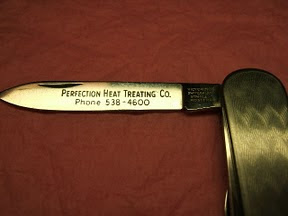 PERFECTION HEAT TREATING CO.
Phone 538-4600